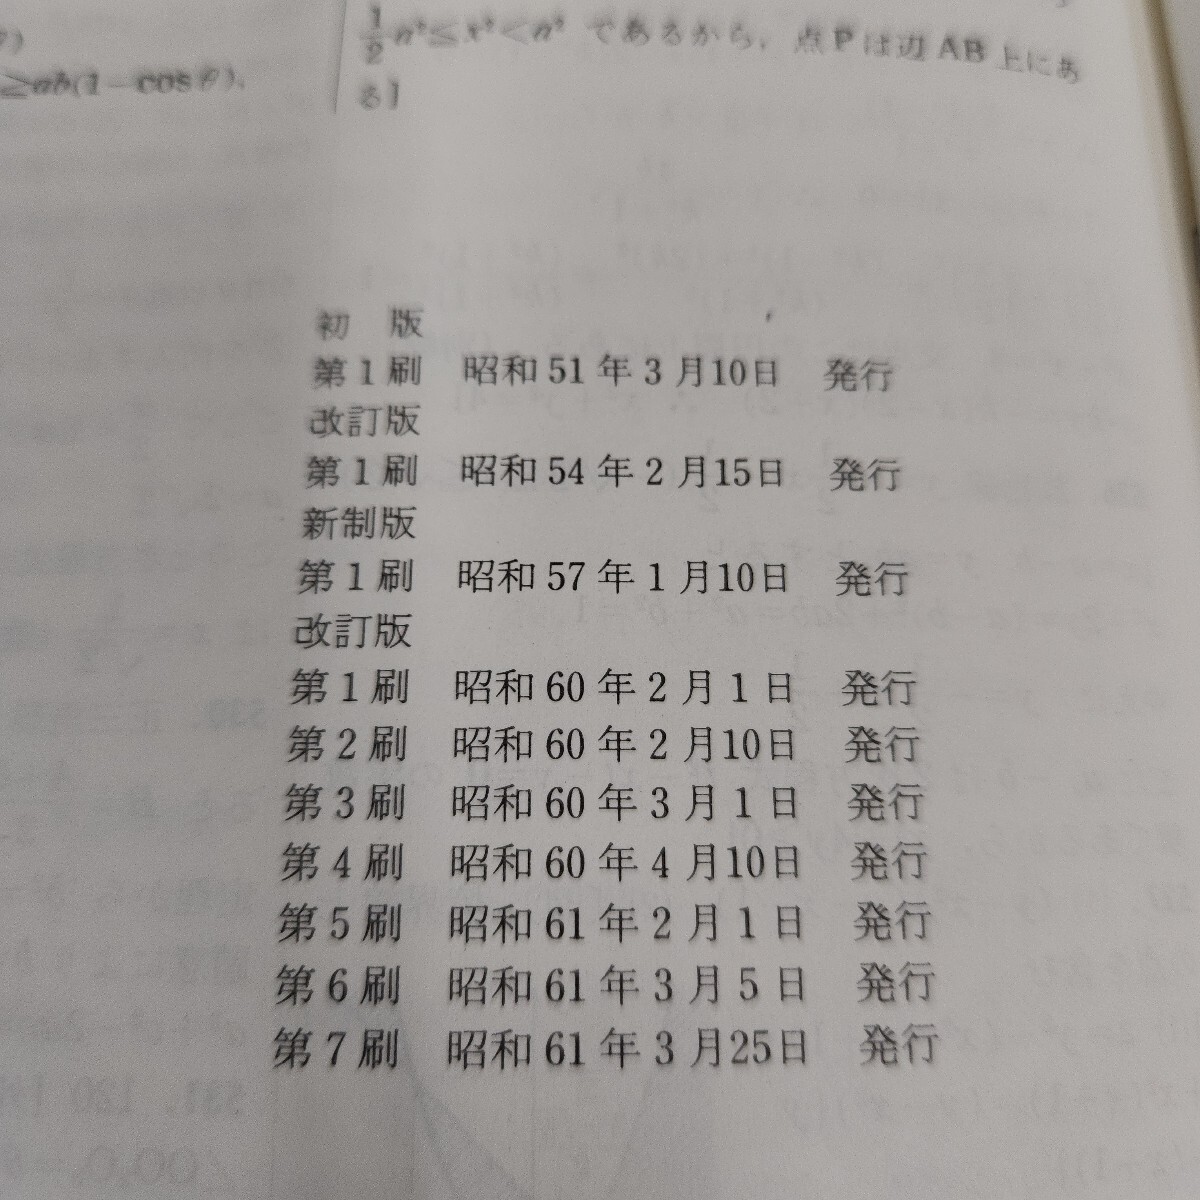 ≧ab(1−cosθ).
1/2 a²≦x²<a² であるから，点Pは辺AB上にあ
る]
初　版
第1刷　昭和51年3月10日　発行
改訂版
第1刷　昭和54年2月15日　発行
新制版
第1刷　昭和57年1月10日　発行
改訂版
第1刷　昭和60年2月1日　発行
第2刷　昭和60年2月10日　発行
第3刷　昭和60年3月1日　発行
第4刷　昭和60年4月10日　発行
第5刷　昭和61年2月1日　発行
第6刷　昭和61年3月5日　発行
第7刷　昭和61年3月25日　発行